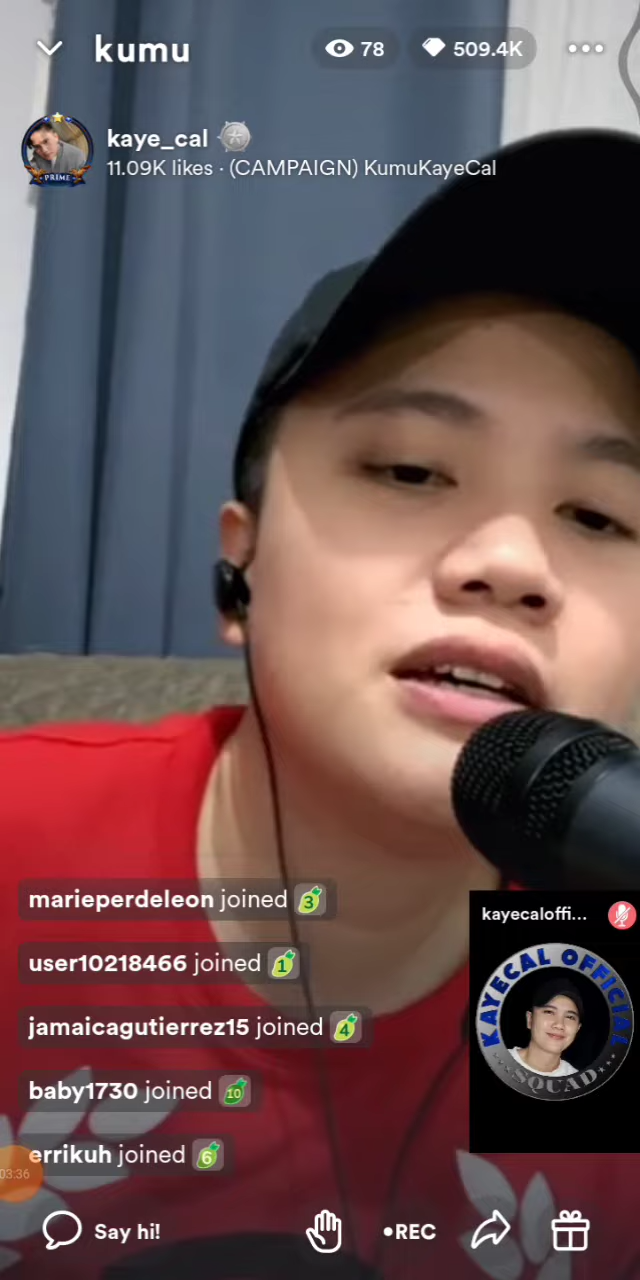 kumu
78
509.4K
kaye_cal
11.09K likes · (CAMPAIGN) KumuKayeCal
PRIME
marieperdeleon joined 3
user10218466 joined 1
jamaicagutierrez15 joined 4
baby1730 joined 10
errikuh joined 6
kayecaloffi...
KAYECAL OFFICIAL
SQUAD
03:36
Say hi!
•REC